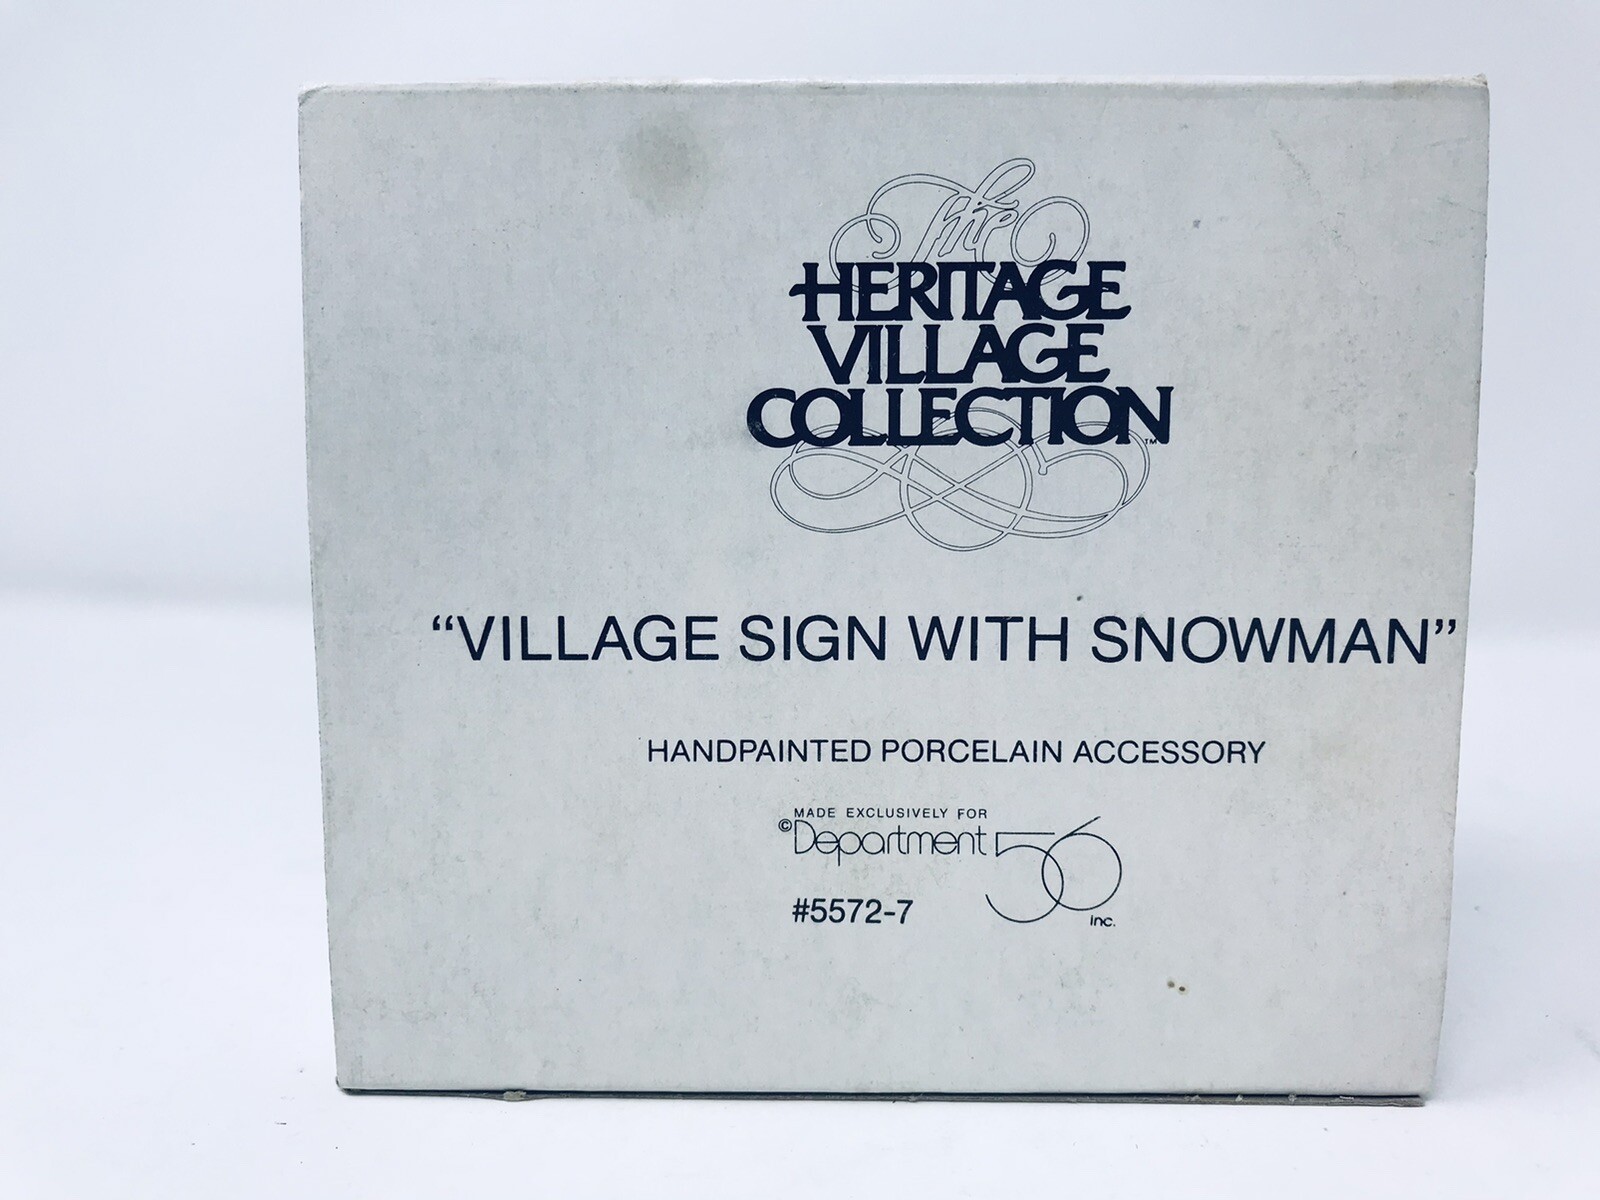 The
HERITAGE
VILLAGE
COLLECTION™
“VILLAGE SIGN WITH SNOWMAN”
HANDPAINTED PORCELAIN ACCESSORY
MADE EXCLUSIVELY FOR
©Department 56
#5572-7
inc.